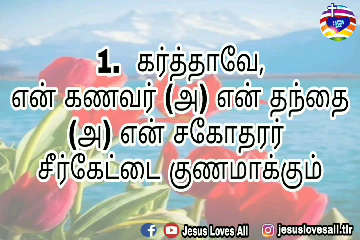 1. கர்த்தாவே,
என் கணவர் (அ) என் தந்தை
(அ) என் சகோதரர்
சீர்கேட்டை குணமாக்கும்
Jesus Loves All jesuslovesall.tlr